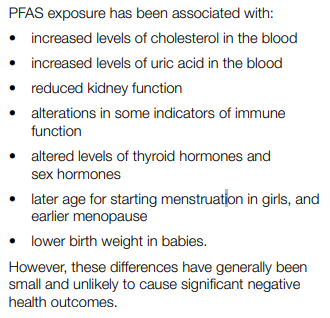 PFAS exposure has been associated with:
• increased levels of cholesterol in the blood
• increased levels of uric acid in the blood
• reduced kidney function
• alterations in some indicators of immune
function
• altered levels of thyroid hormones and
sex hormones
• later age for starting menstruation in girls, and
earlier menopause
• lower birth weight in babies.
However, these differences have generally been
small and unlikely to cause significant negative
health outcomes.